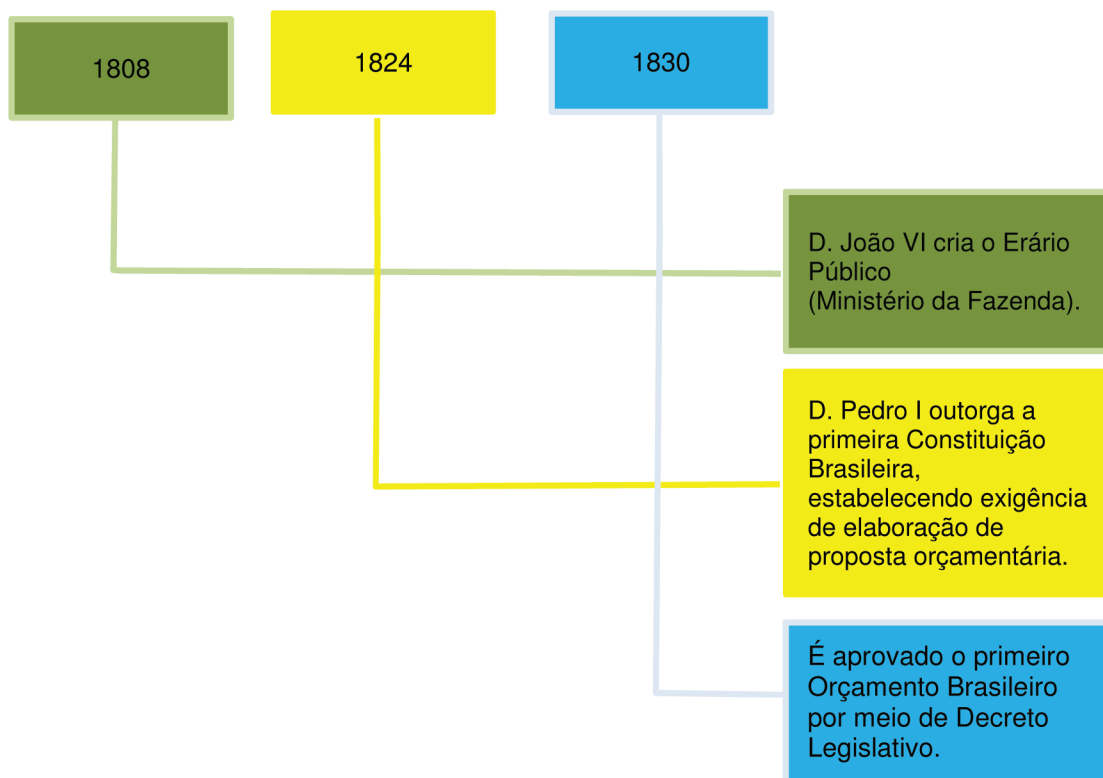 1808
1824
1830
D. João VI cria o Erário
Público
(Ministério da Fazenda).
D. Pedro I outorga a
primeira Constituição
Brasileira,
estabelecendo exigência
de elaboração de
proposta orçamentária.
É aprovado o primeiro
Orçamento Brasileiro
por meio de Decreto
Legislativo.